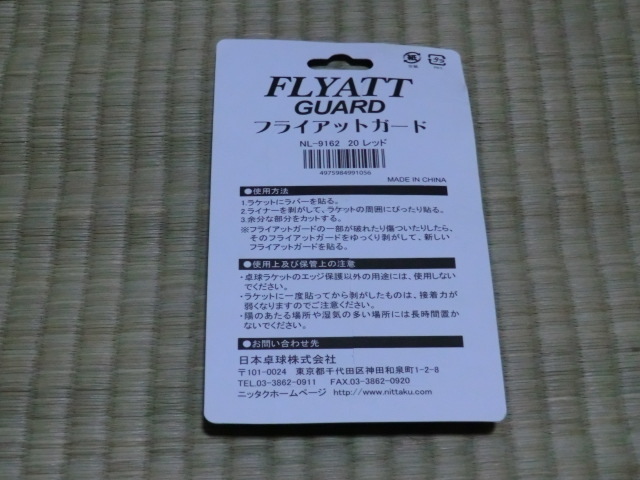 FLYATT
GUARD
フライアットガード
NL-9162 20 レッド
4975984991056
MADE IN CHINA
●使用方法
1.ラケットにラバーを貼る。
2.ライナーを剥がして、ラケットの周囲にぴったり貼る。
3.余分な部分をカットする。
※フライアットガードの一部が破れたり傷ついたりしたら、
そのフライアットガードをゆっくり剥がして、新しい
フライアットガードを貼る。
●使用上及び保管上の注意
・卓球ラケットのエッジ保護以外の用途には、使用しない
でください。
・ラケットに一度貼ってから剥がしたものは、接着力が
弱くなりますのでご注意ください。
・陽のあたる場所や湿気の多い場所には長時間置か
ないでください。
●お問い合わせ先
日本卓球株式会社
〒101-0024 東京都千代田区神田和泉町1-2-8
TEL.03-3862-0911 FAX.03-3862-0920
ニッタクホームページ http://www.nittaku.com